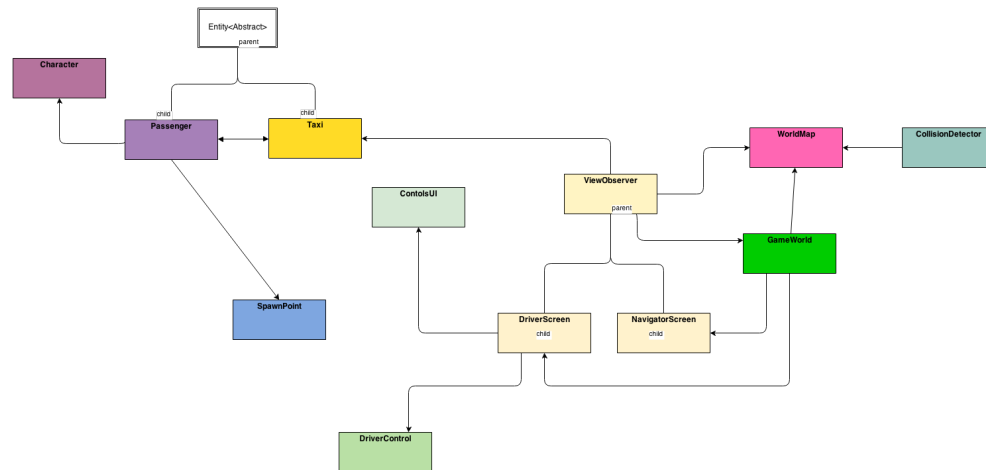 Entity<Abstract>
parent
Character
child
child
Passenger
Taxi
WorldMap
CollisionDetector
ViewObserver
ContolsUI
parent
GameWorld
SpawnPoint
DriverScreen
NavigatorScreen
child
child
DriverControl